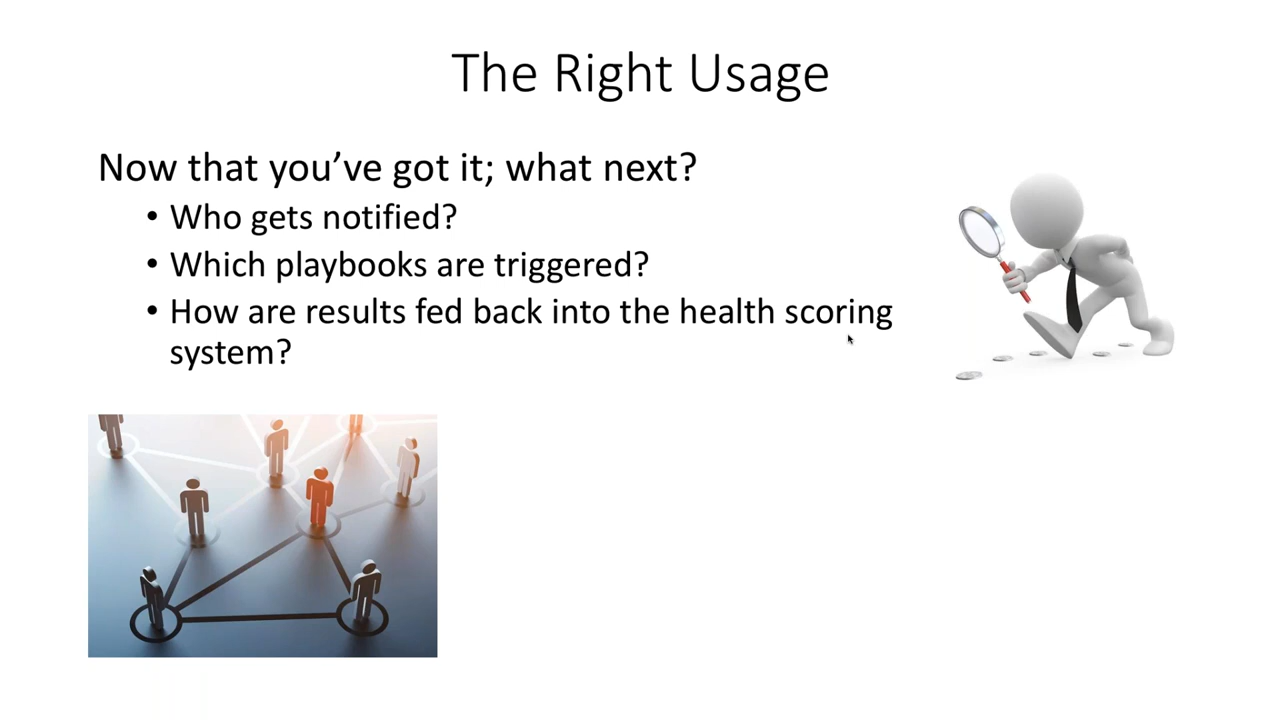 The Right Usage
Now that you’ve got it; what next?
• Who gets notified?
• Which playbooks are triggered?
• How are results fed back into the health scoring
system?